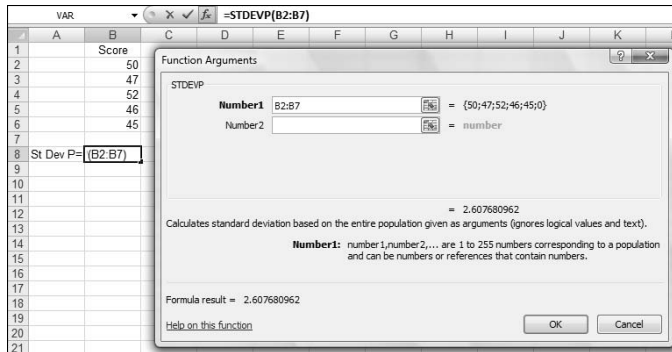 VAR =STDEVP(B2:B7)
A B C D E F G H I J K
1 Score
2 50
3 47
4 52
5 46
6 45
7
8 St Dev P= (B2:B7)
9
10
11
12
13
14
15
16
17
18
19
20
21
Function Arguments
STDEVP
Number1 B2:B7 = {50;47;52;46;45;0}
Number2 = number
= 2.607680962
Calculates standard deviation based on the entire population given as arguments (ignores logical values and text).
Number1: number1,number2,... are 1 to 255 numbers corresponding to a population
and can be numbers or references that contain numbers.
Formula result = 2.607680962
Help on this function OK Cancel